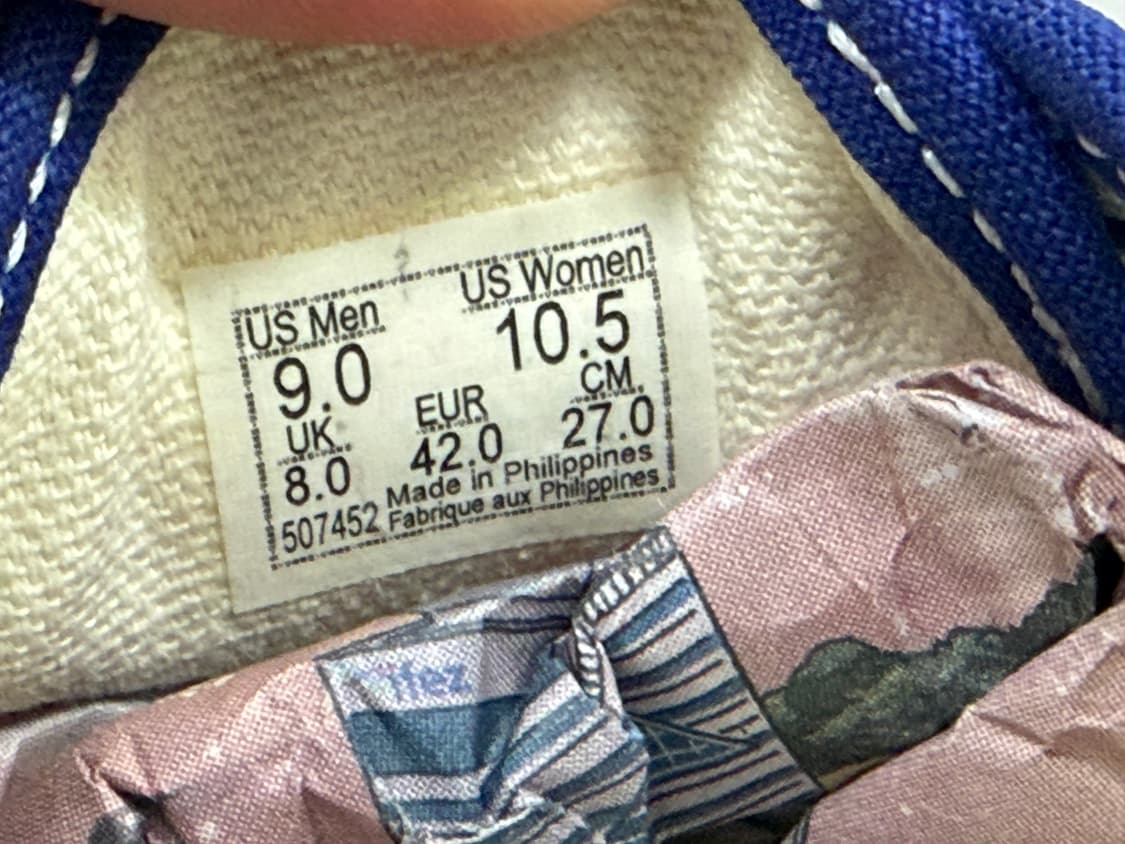 US Men US Women
9.0 10.5
UK EUR CM
8.0 42.0 27.0
Made in Philippines
507452 Fabrique aux Philippines